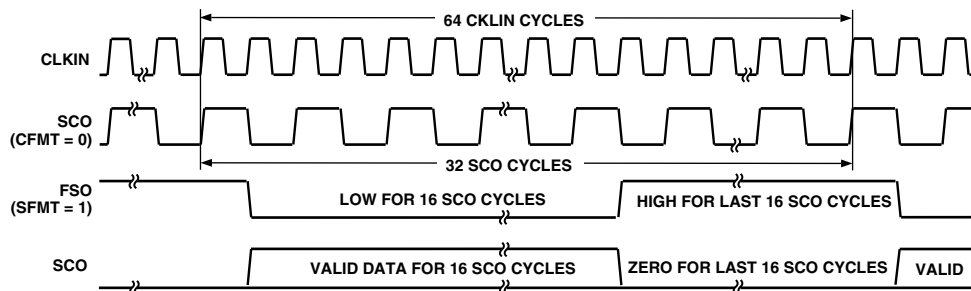 64 CKLIN CYCLES
CLKIN
SCO
(CFMT = 0)
32 SCO CYCLES
FSO
(SFMT = 1)
LOW FOR 16 SCO CYCLES
HIGH FOR LAST 16 SCO CYCLES
SCO
VALID DATA FOR 16 SCO CYCLES
ZERO FOR LAST 16 SCO CYCLES
VALID